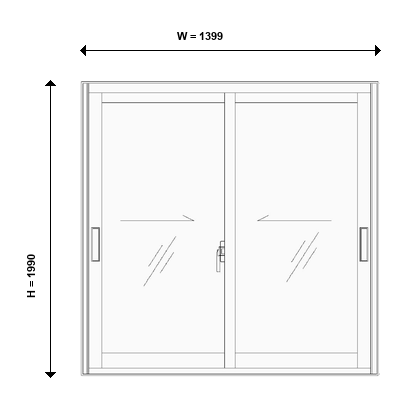 W = 1399
H = 1990